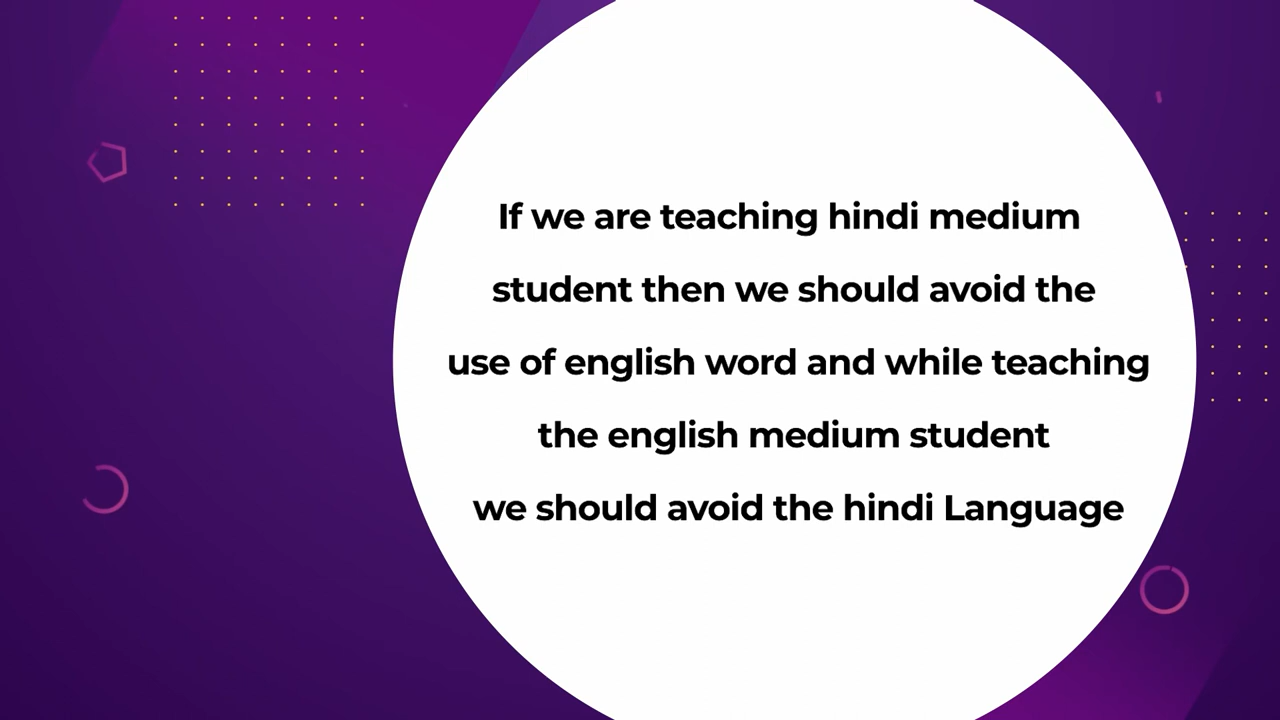 If we are teaching hindi medium
student then we should avoid the
use of english word and while teaching
the english medium student
we should avoid the hindi Language